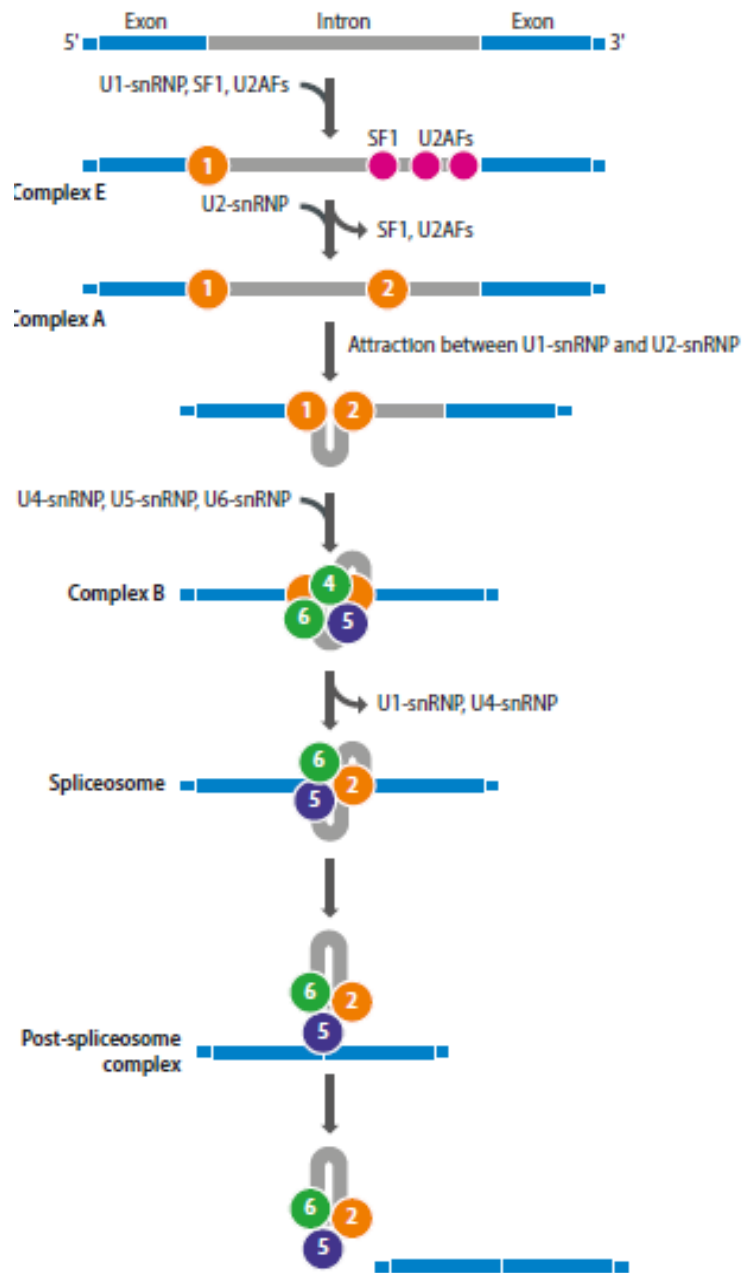 Exon Intron Exon
5' 3'
U1-snRNP, SF1, U2AFs
SF1 U2AFs
1
Complex E
U2-snRNP
SF1, U2AFs
1 2
Complex A
Attraction between U1-snRNP and U2-snRNP
1 2
U4-snRNP, U5-snRNP, U6-snRNP
4
Complex B
6 5
U1-snRNP, U4-snRNP
6
Spliceosome 2
5
6 2
5
Post-spliceosome
complex
6 2
5